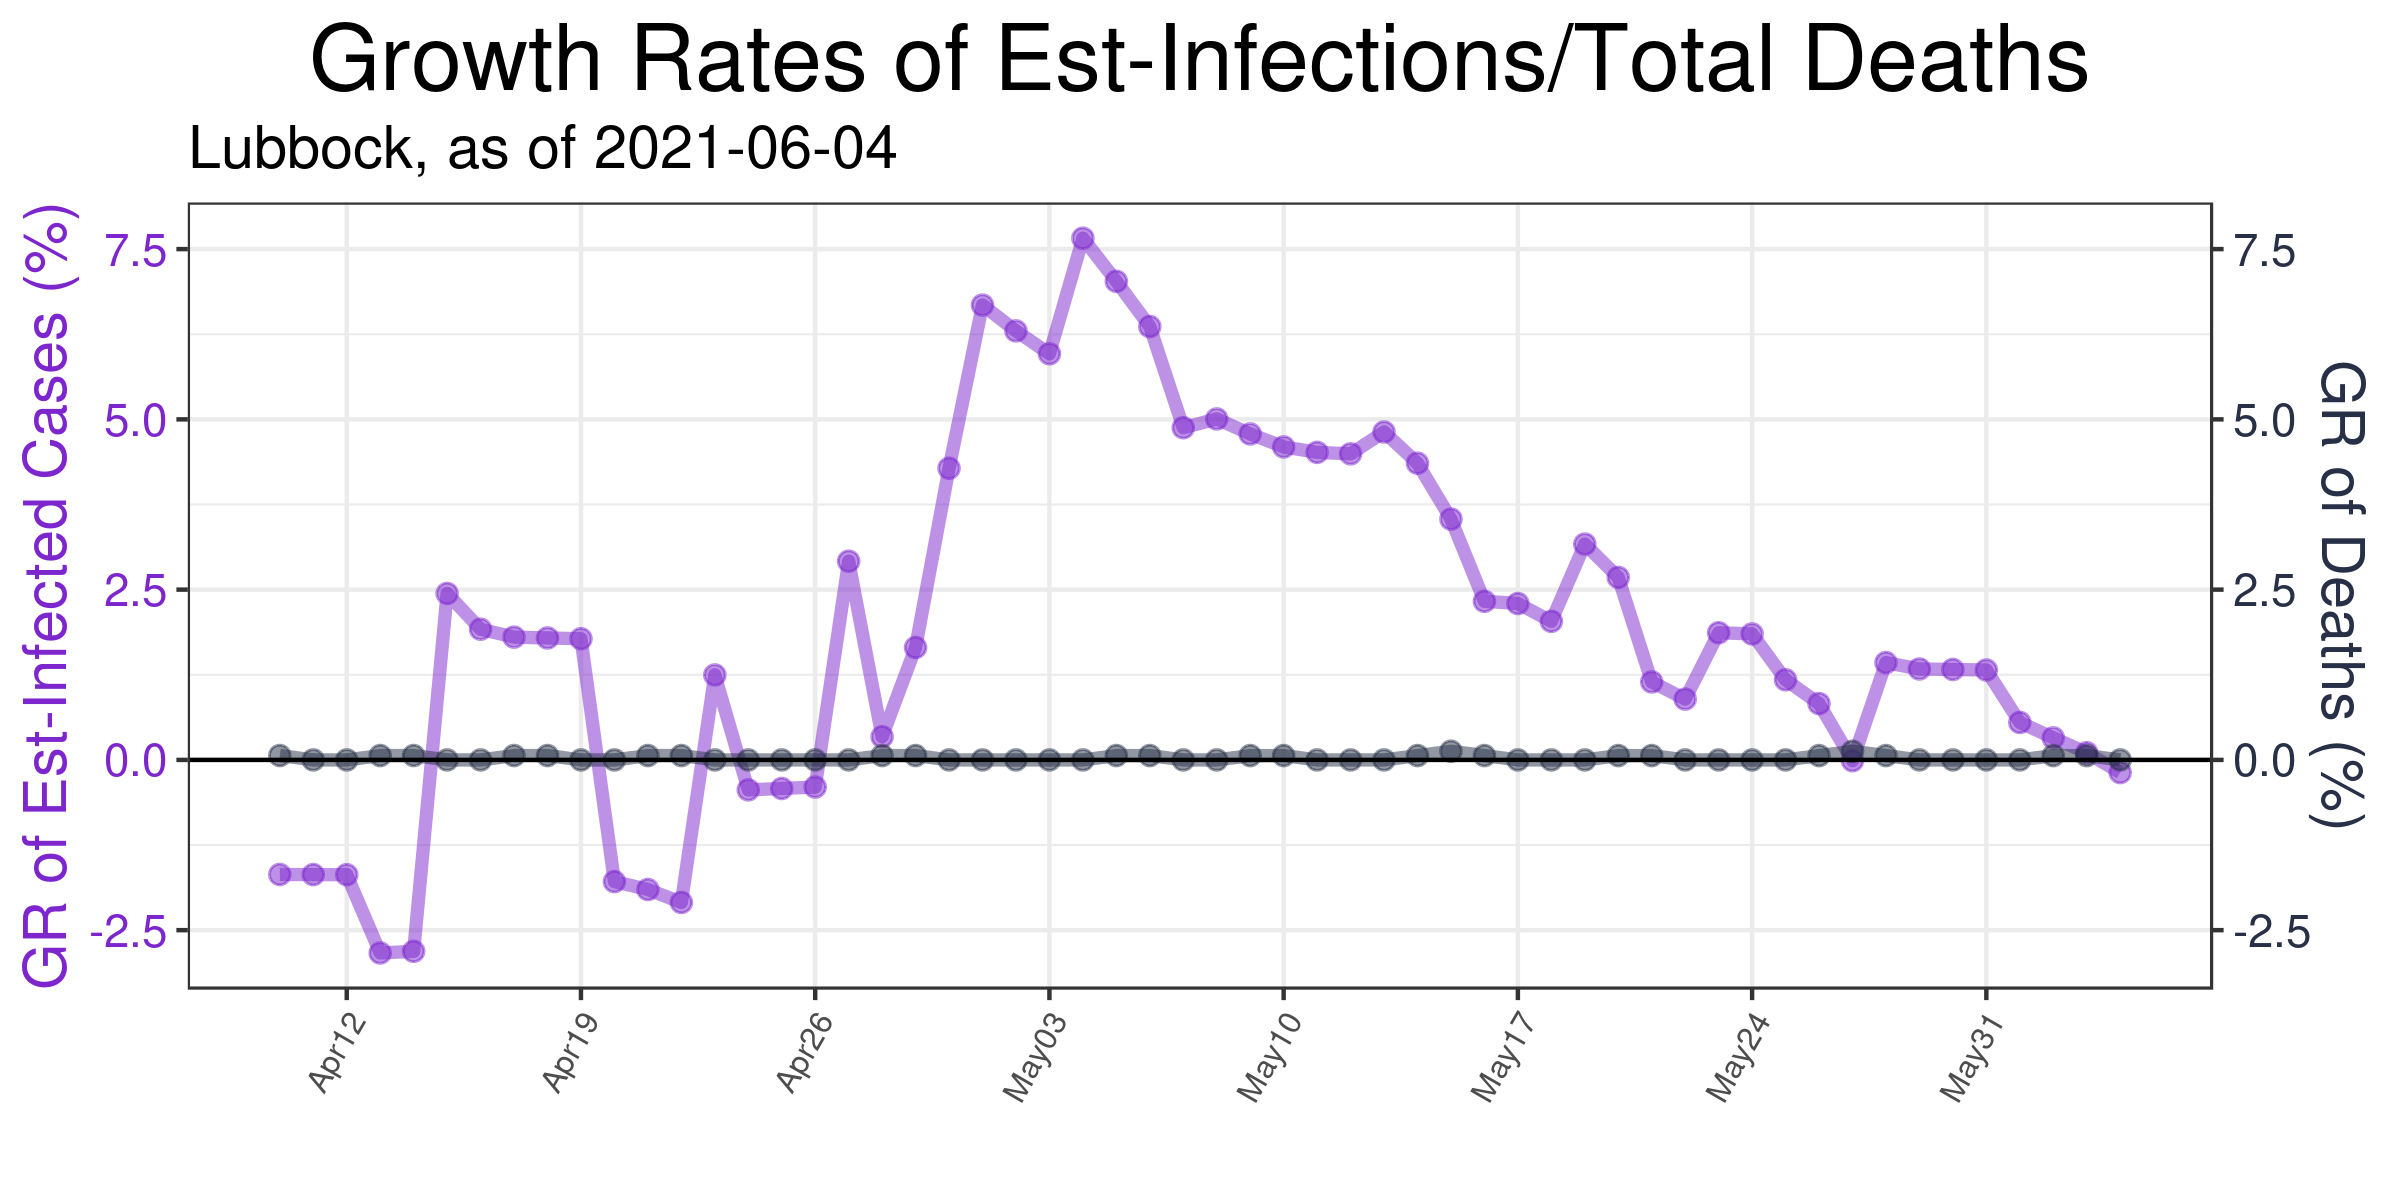 Growth Rates of Est-Infections/Total Deaths
Lubbock, as of 2021-06-04
GR of Est-Infected Cases (%)
7.5
5.0
2.5
0.0
-2.5
7.5
5.0
2.5
0.0
-2.5
GR of Deaths (%)
Apr12
Apr19
Apr26
May03
May10
May17
May24
May31